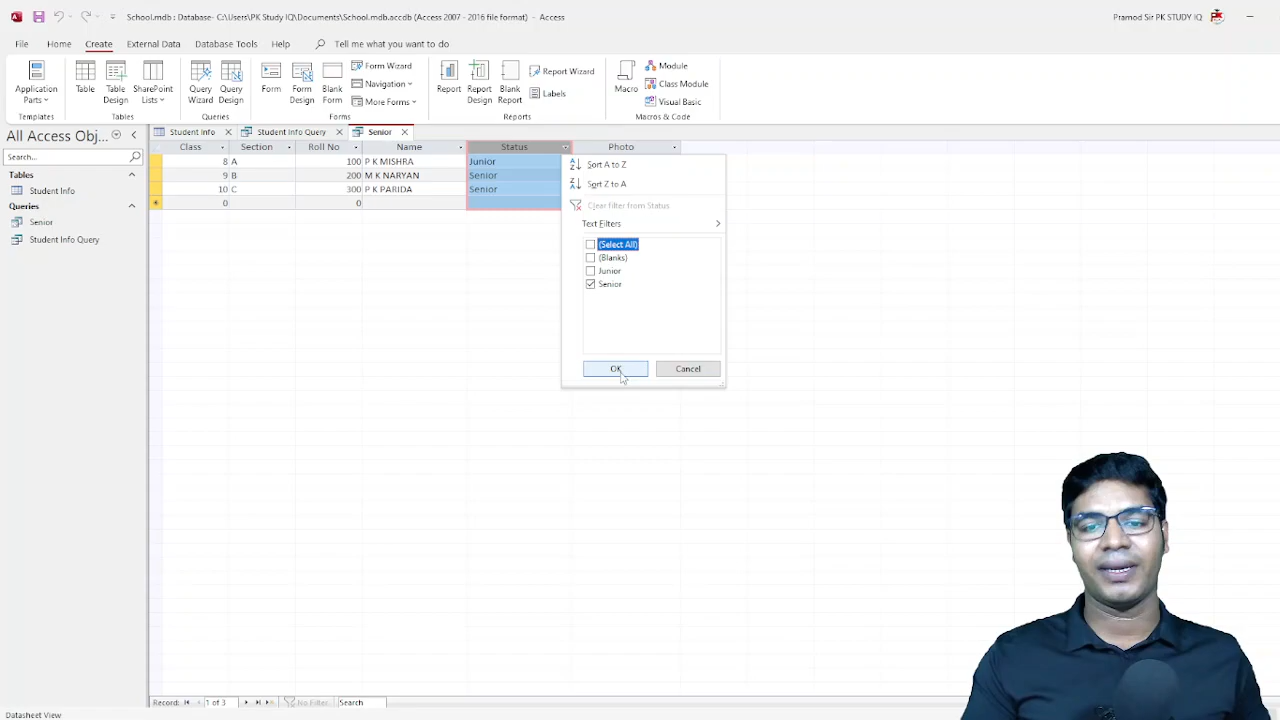 School.mdb : Database- C:\Users\PK Study IQ\Documents\School.mdb.accdb (Access 2007 - 2016 file format) - Access
Pramod Sir PK STUDY IQ
File Home Create External Data Database Tools Help Tell me what you want to do
Application Parts
Templates
Table
Table Design
SharePoint Lists
Tables
Query Wizard
Query Design
Queries
Form
Form Design
Blank Form
Form Wizard
Navigation
More Forms
Forms
Report
Report Design
Blank Report
Report Wizard
Labels
Reports
Macro
Module
Class Module
Visual Basic
Macros & Code
All Access Obj...
Search...
Tables
Student Info
Queries
Senior
Student Info Query
Student Info Student Info Query Senior
Class Section Roll No Name Status Photo
8 A 100 P K MISHRA Junior
9 B 200 M K NARYAN Senior
10 C 300 P K PARIDA Senior
0 0
Sort A to Z
Sort Z to A
Clear filter from Status
Text Filters
(Select All)
(Blanks)
Junior
Senior
OK Cancel
Record: 1 of 3 No Filter Search
Datasheet View